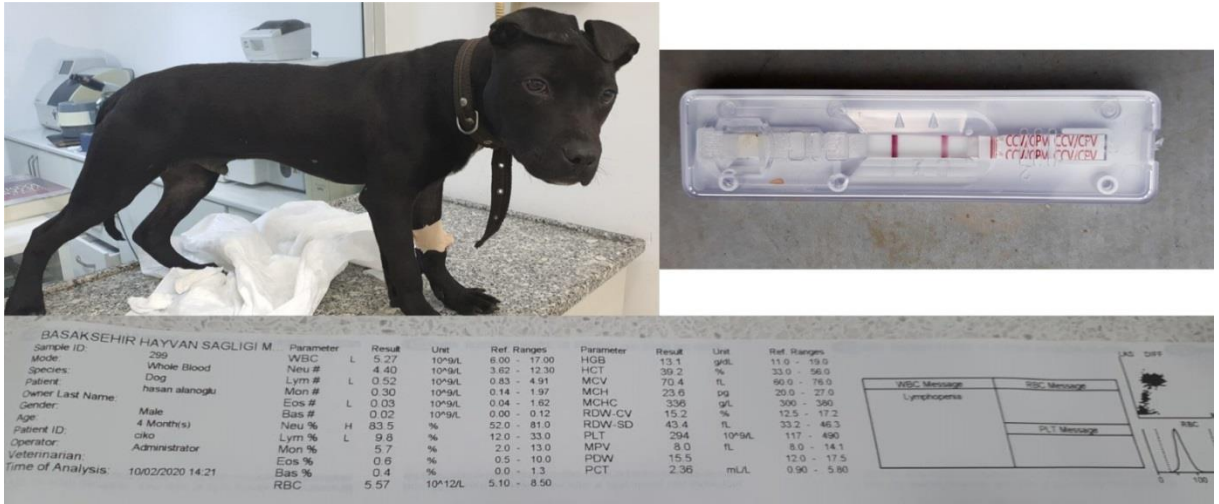 CCV/CPV CCV/CPV
CCV/CPV CCV/CPV
BASAKSEHIR HAYVAN SAGLIGI M
Sample ID: 299
Mode: Whole Blood
Species: Dog
Patient: hasan alanoglu
Owner Last Name:
Gender: Male
Age: 4 Month(s)
Patient ID: ciko
Operator: Administrator
Veterinarian:
Time of Analysis: 10/02/2020 14:21
Parameter Result Unit Ref. Ranges
WBC L 5.27 10^9/L 6.00 - 17.00
Neu # 4.40 10^9/L 3.62 - 12.30
Lym # L 0.52 10^9/L 0.83 - 4.91
Mon # 0.30 10^9/L 0.14 - 1.97
Eos # L 0.03 10^9/L 0.04 - 1.62
Bas # 0.02 10^9/L 0.00 - 0.12
Neu % H 83.5 % 52.0 - 81.0
Lym % L 9.8 % 12.0 - 33.0
Mon % 5.7 % 2.0 - 13.0
Eos % 0.6 % 0.5 - 10.0
Bas % 0.4 % 0.0 - 1.3
RBC 5.57 10^12/L 5.10 - 8.50
Parameter Result Unit Ref. Ranges
HGB 13.1 g/dL 11.0 - 19.0
HCT 39.2 % 33.0 - 56.0
MCV 70.4 fL 60.0 - 76.0
MCH 23.6 pg 20.0 - 27.0
MCHC 336 g/L 300 - 380
RDW-CV 15.2 % 12.5 - 17.2
RDW-SD 43.4 fL 33.2 - 46.3
PLT 294 10^9/L 117 - 490
MPV 8.0 fL 8.0 - 14.1
PDW 15.5 12.0 - 17.5
PCT 2.36 mL/L 0.90 - 5.80
WBC Message
Lymphopenia
RBC Message
PLT Message
DIFF
RBC
0 100